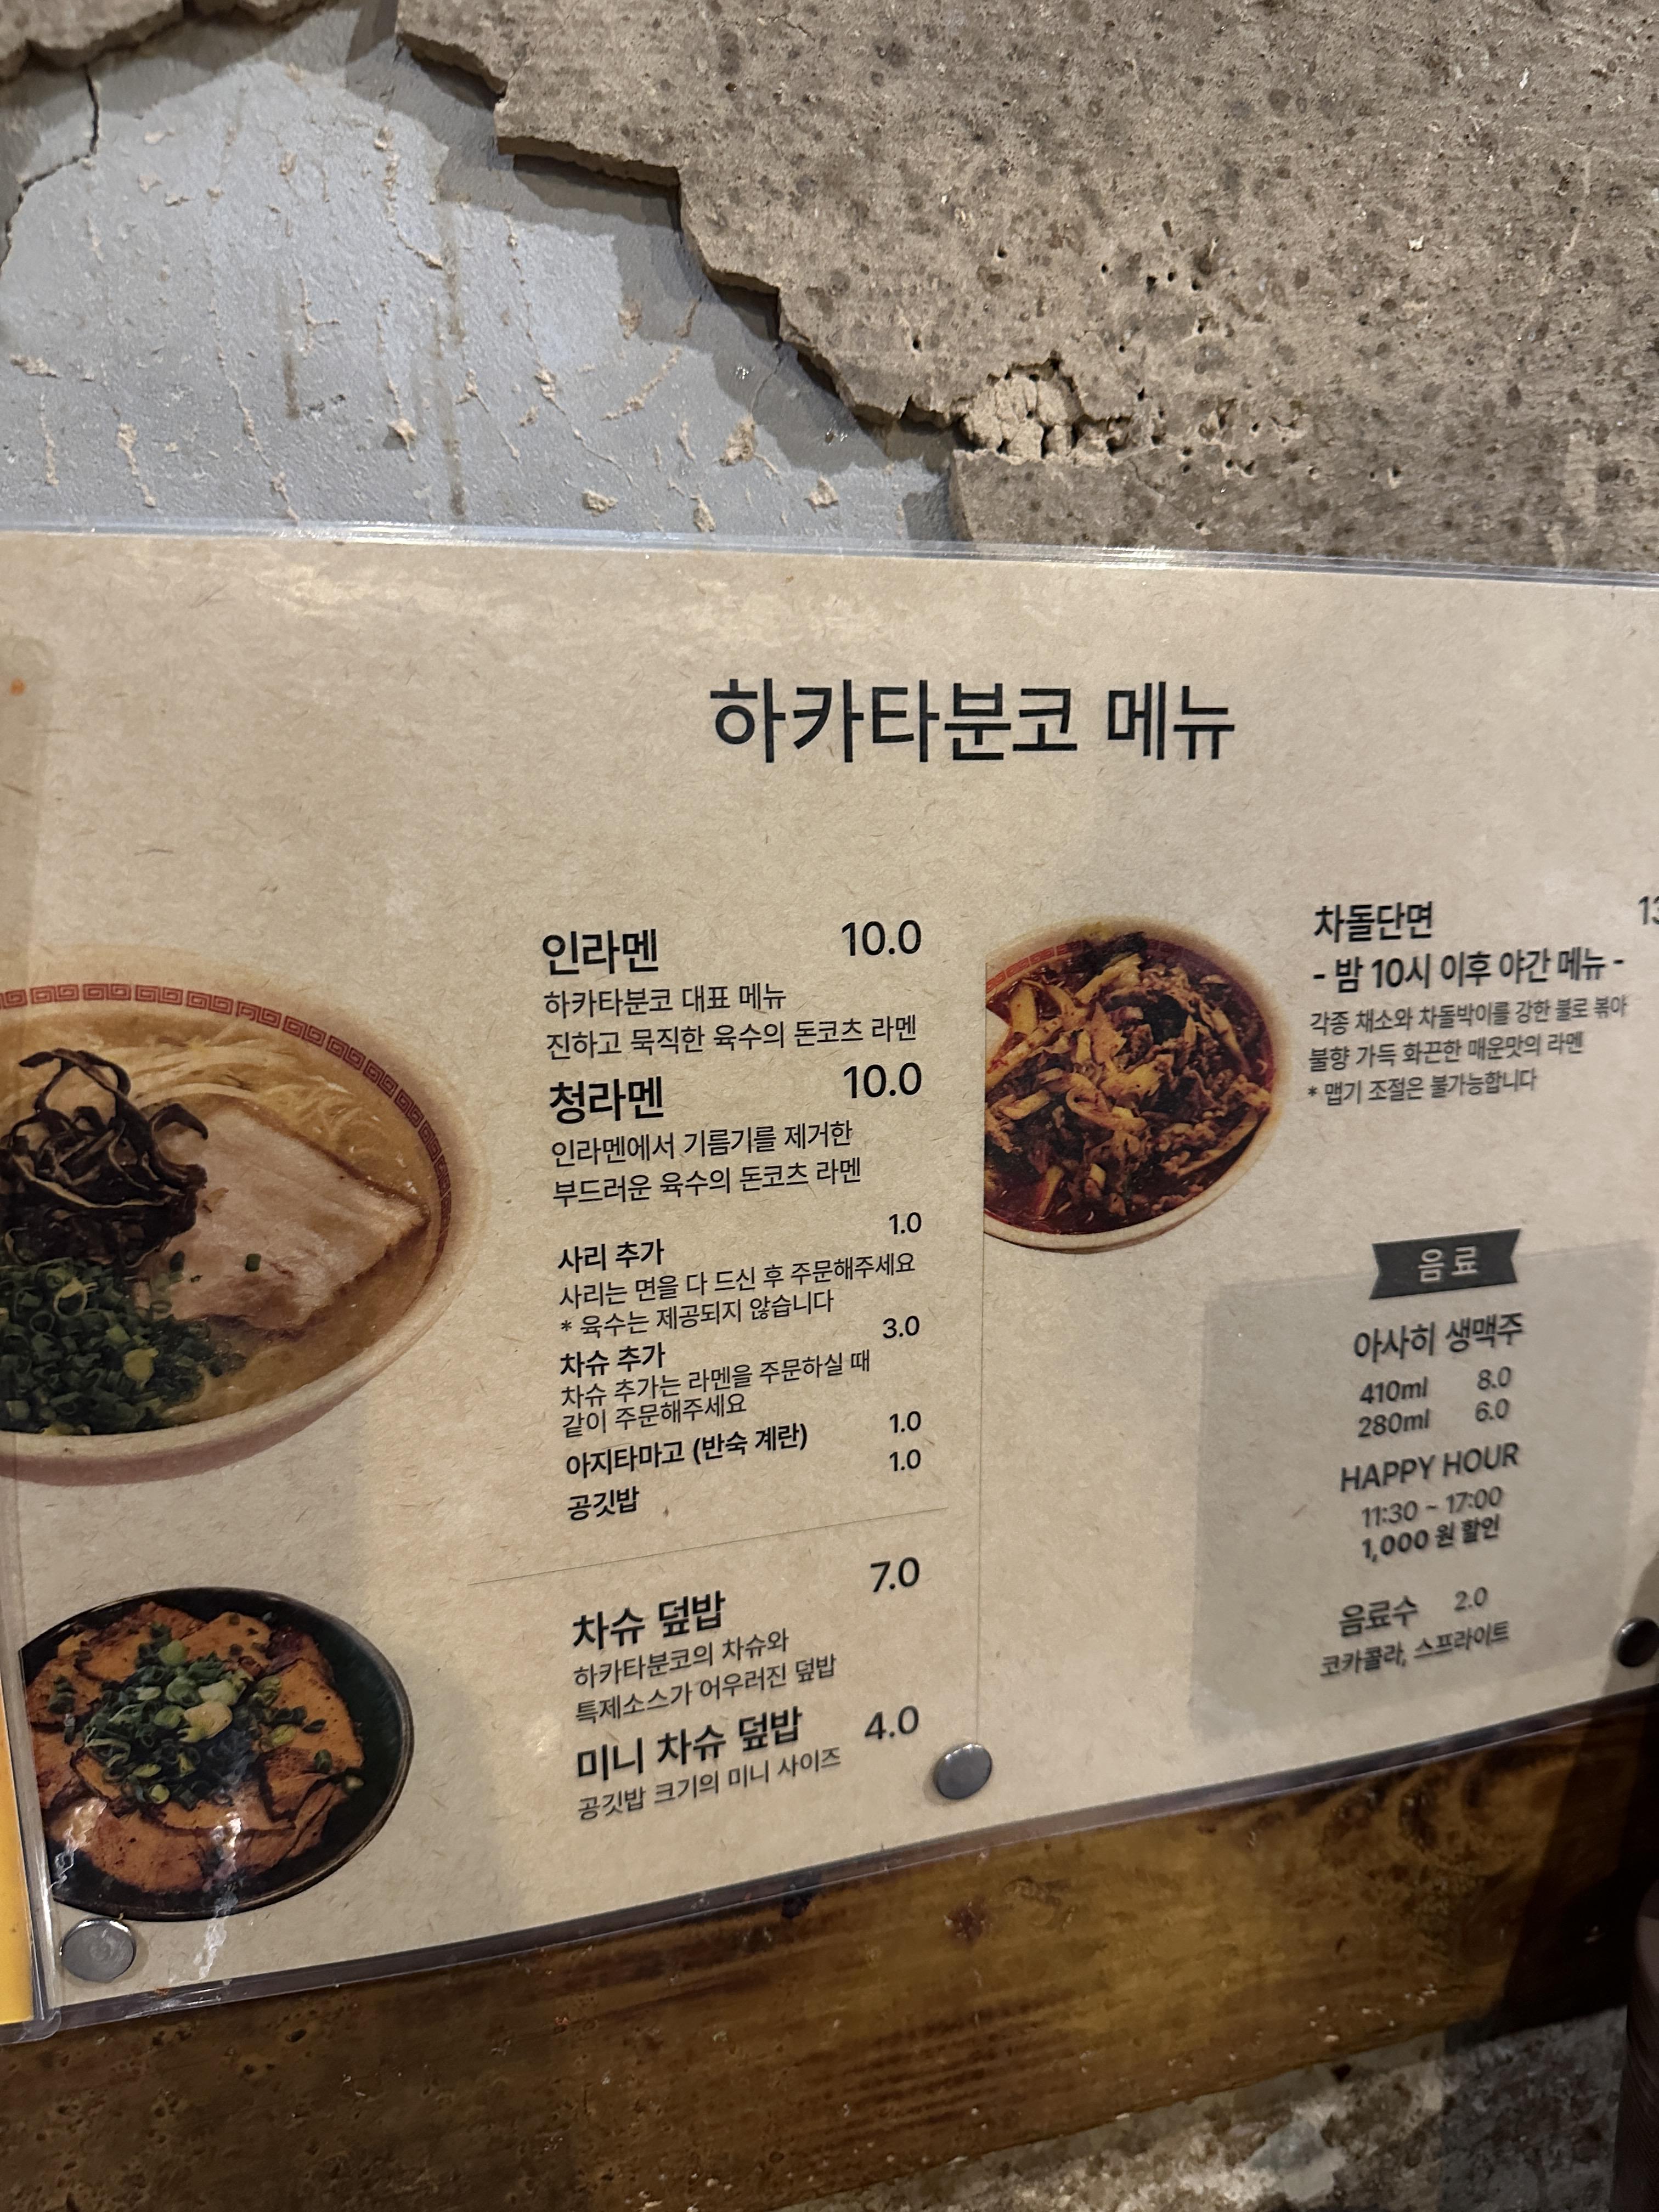 하카타분코 메뉴
인라멘 10.0
하카타분코 대표 메뉴
진하고 묵직한 육수의 돈코츠 라멘
청라멘 10.0
인라멘에서 기름기를 제거한
부드러운 육수의 돈코츠 라멘
사리 추가 1.0
사리는 면을 다 드신 후 주문해주세요
* 육수는 제공되지 않습니다
차슈 추가 3.0
차슈 추가는 라멘을 주문하실 때
같이 주문해주세요
아지타마고 (반숙 계란) 1.0
공깃밥 1.0
차슈 덮밥 7.0
하카타분코의 차슈와
특제소스가 어우러진 덮밥
미니 차슈 덮밥 4.0
공깃밥 크기의 미니 사이즈
차돌단면
- 밤 10시 이후 야간 메뉴 -
각종 채소와 차돌박이를 강한 불로 볶아
불향 가득 화끈한 매운맛의 라멘
* 맵기 조절은 불가능합니다
음료
아사히 생맥주
410ml 8.0
280ml 6.0
HAPPY HOUR
11:30 ~ 17:00
1,000 원 할인
음료수 2.0
코카콜라, 스프라이트